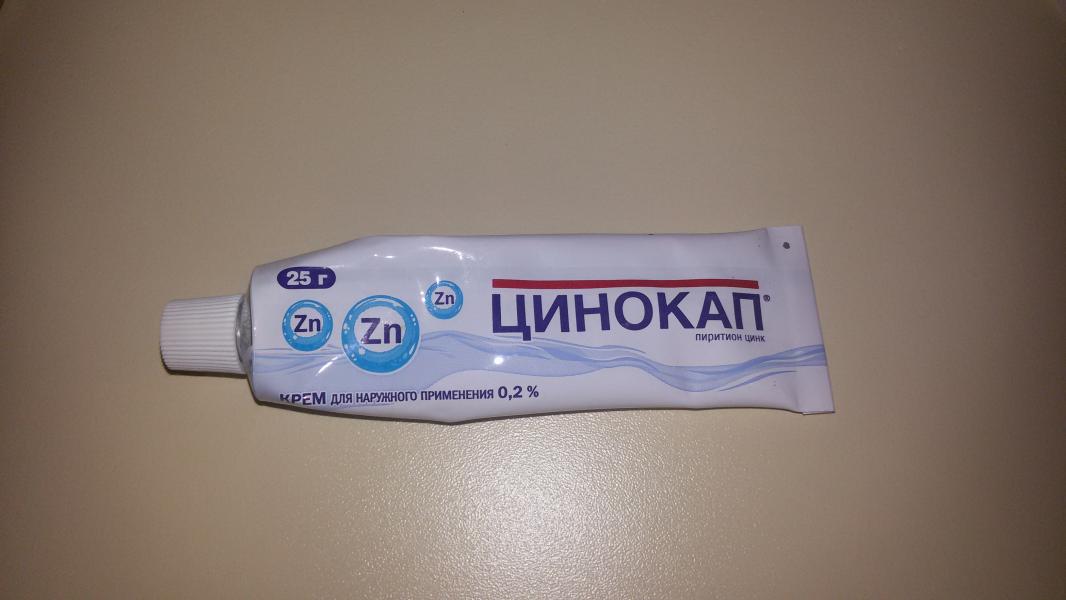 25 г
Zn
Zn
Zn
ЦИНОКАП®
пиритион цинк
КРЕМ ДЛЯ НАРУЖНОГО ПРИМЕНЕНИЯ 0,2 %